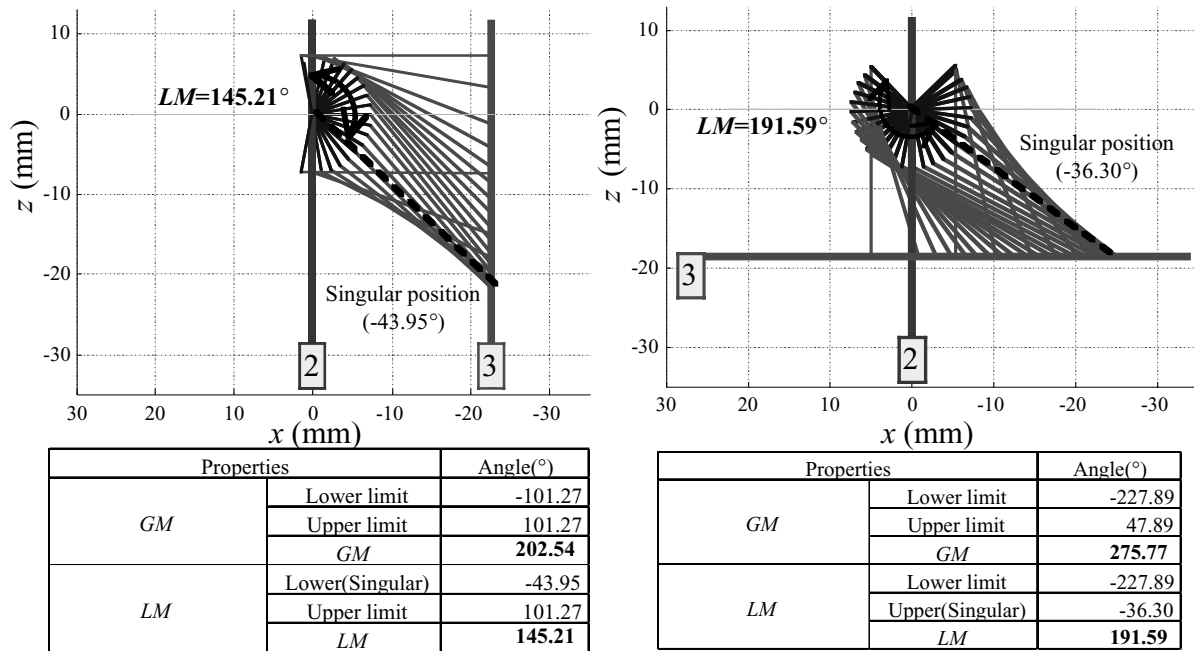 10
0
-10
-20
-30
z (mm)
LM=145.21°
Singular position
(-43.95°)
2
3
30
20
10
0
-10
-20
-30
x (mm)
10
0
-10
-20
-30
z (mm)
LM=191.59°
Singular position
(-36.30°)
3
2
30
20
10
0
-10
-20
-30
x (mm)
Properties Angle(°)
GM
Lower limit -101.27
Upper limit 101.27
GM 202.54
LM
Lower(Singular) -43.95
Upper limit 101.27
LM 145.21
Properties Angle(°)
GM
Lower limit -227.89
Upper limit 47.89
GM 275.77
LM
Lower limit -227.89
Upper(Singular) -36.30
LM 191.59